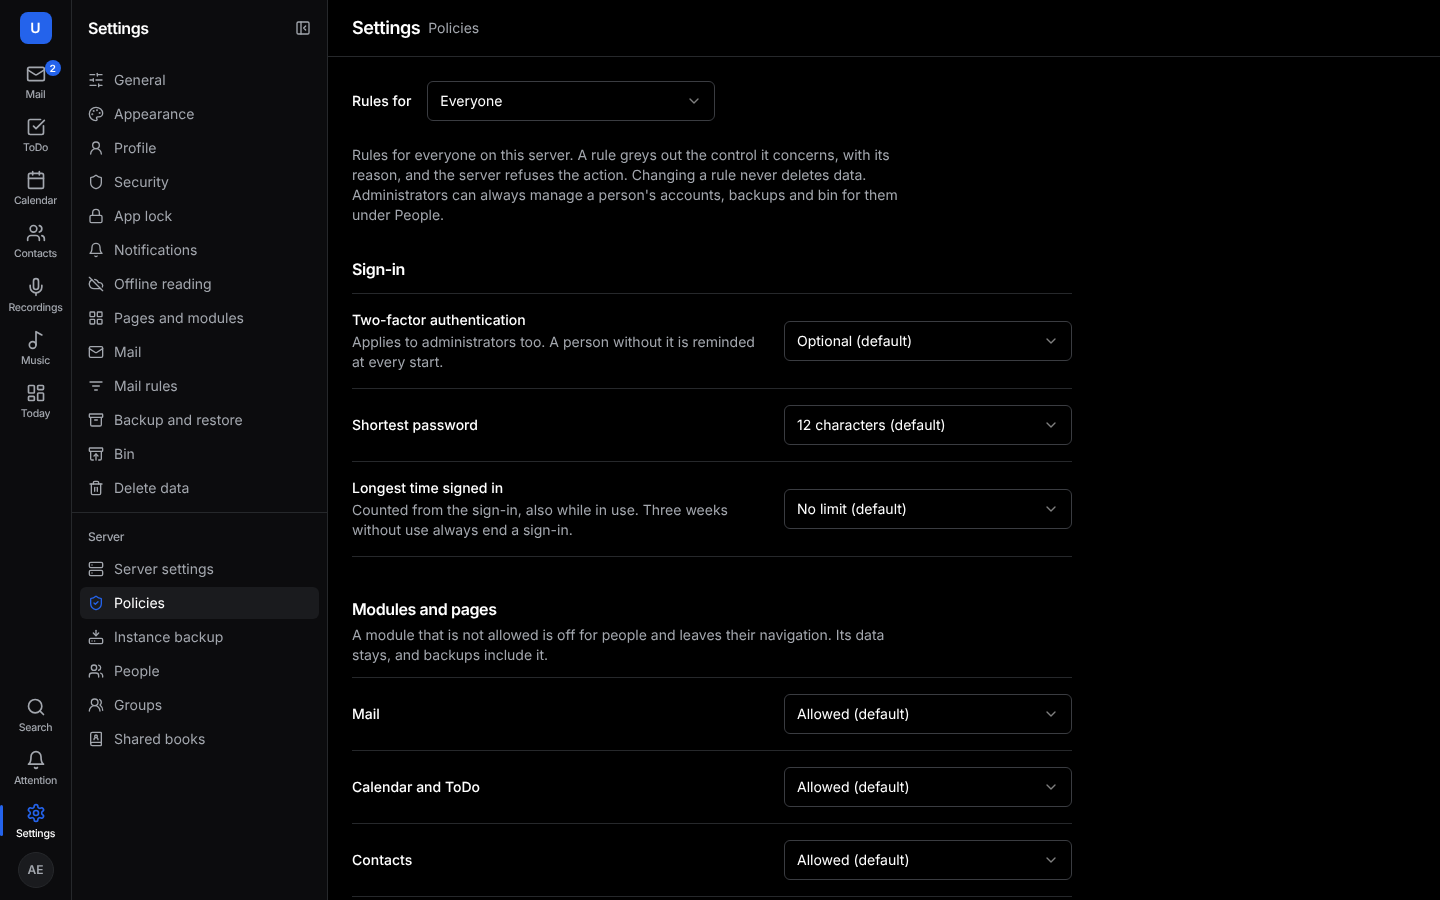 U
2
Mail
ToDo
Calendar
Contacts
Recordings
Music
Today
Search
Attention
Settings
AE
Settings
General
Appearance
Profile
Security
App lock
Notifications
Offline reading
Pages and modules
Mail
Mail rules
Backup and restore
Bin
Delete data
Server
Server settings
Policies
Instance backup
People
Groups
Shared books
Settings Policies
Rules for Everyone
Rules for everyone on this server. A rule greys out the control it concerns, with its
reason, and the server refuses the action. Changing a rule never deletes data.
Administrators can always manage a person's accounts, backups and bin for them
under People.
Sign-in
Two-factor authentication
Applies to administrators too. A person without it is reminded
at every start.
Optional (default)
Shortest password
12 characters (default)
Longest time signed in
Counted from the sign-in, also while in use. Three weeks
without use always end a sign-in.
No limit (default)
Modules and pages
A module that is not allowed is off for people and leaves their navigation. Its data
stays, and backups include it.
Mail
Allowed (default)
Calendar and ToDo
Allowed (default)
Contacts
Allowed (default)